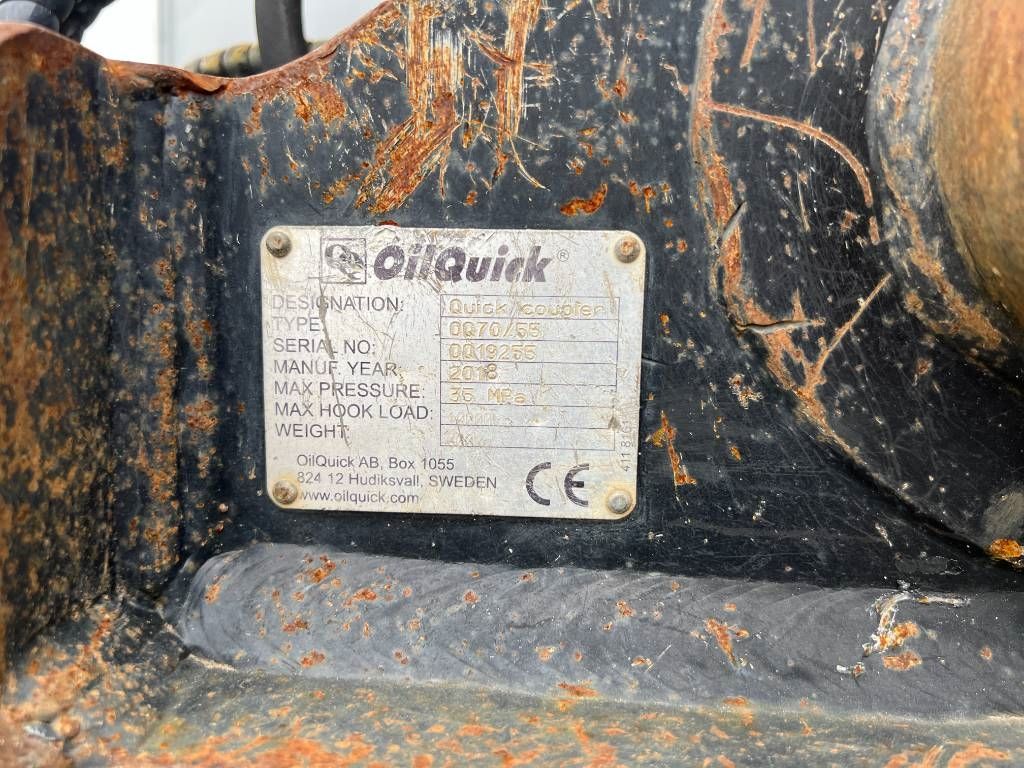 OilQuick®
DESIGNATION: Quick coupler
TYPE: OQ70/55
SERIAL NO: OQ19255
MANUF. YEAR: 2018
MAX PRESSURE: 35 MPa
MAX HOOK LOAD:
WEIGHT:
OilQuick AB, Box 1055
824 12 Hudiksvall, SWEDEN
www.oilquick.com
CE